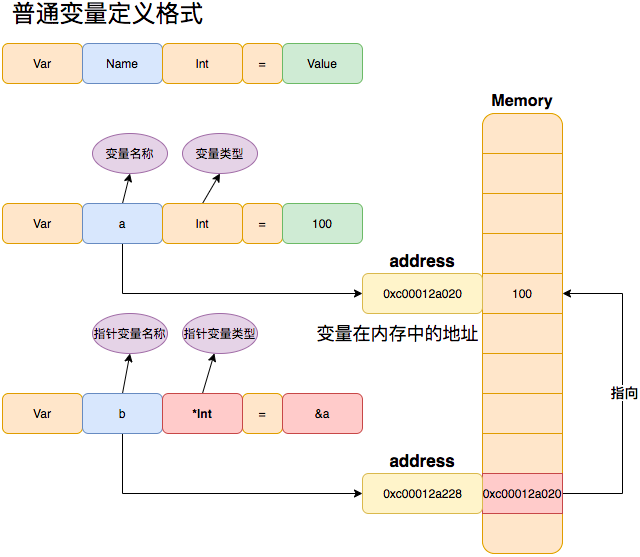 普通变量定义格式
Var Name Int = Value
Memory
变量名称 变量类型
Var a Int = 100
address
0xc00012a020 100
变量在内存中的地址
指针变量名称 指针变量类型
指向
Var b *Int = &a
address
0xc00012a228 0xc00012a020